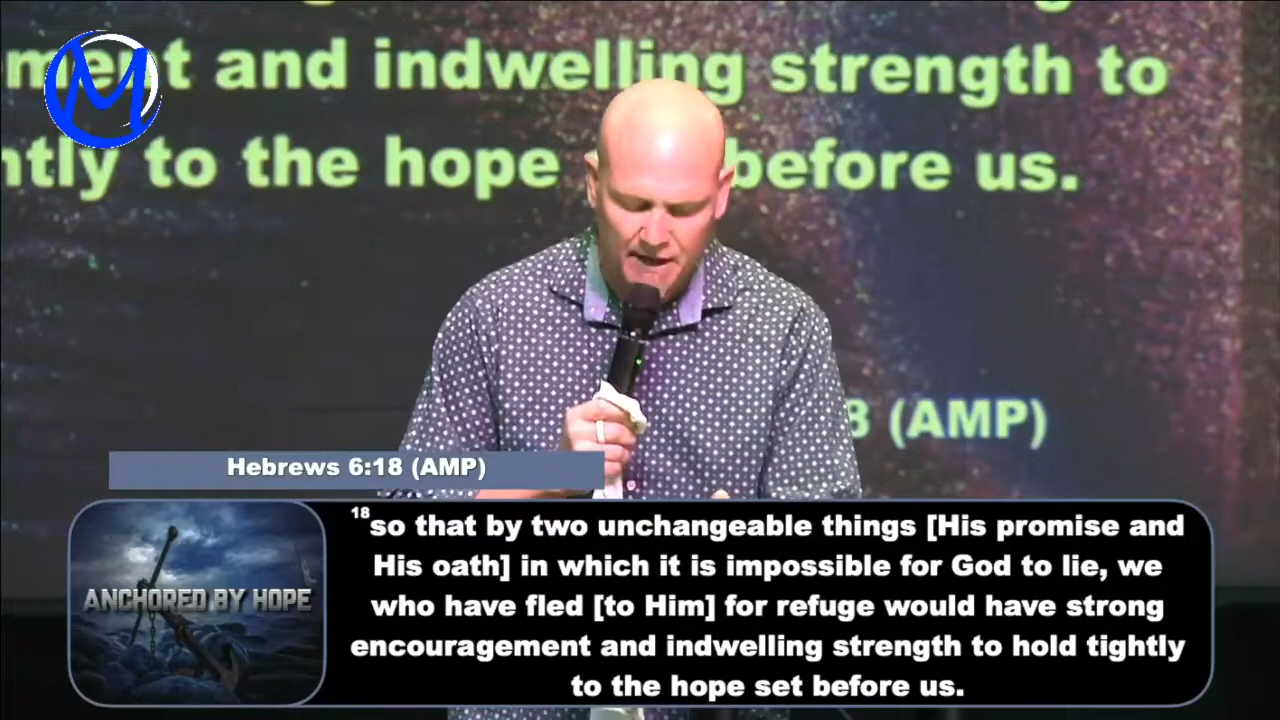 ment and indwelling strength to
ntly to the hope before us.
8 (AMP)
Hebrews 6:18 (AMP)
ANCHORED BY HOPE
18so that by two unchangeable things [His promise and
His oath] in which it is impossible for God to lie, we
who have fled [to Him] for refuge would have strong
encouragement and indwelling strength to hold tightly
to the hope set before us.